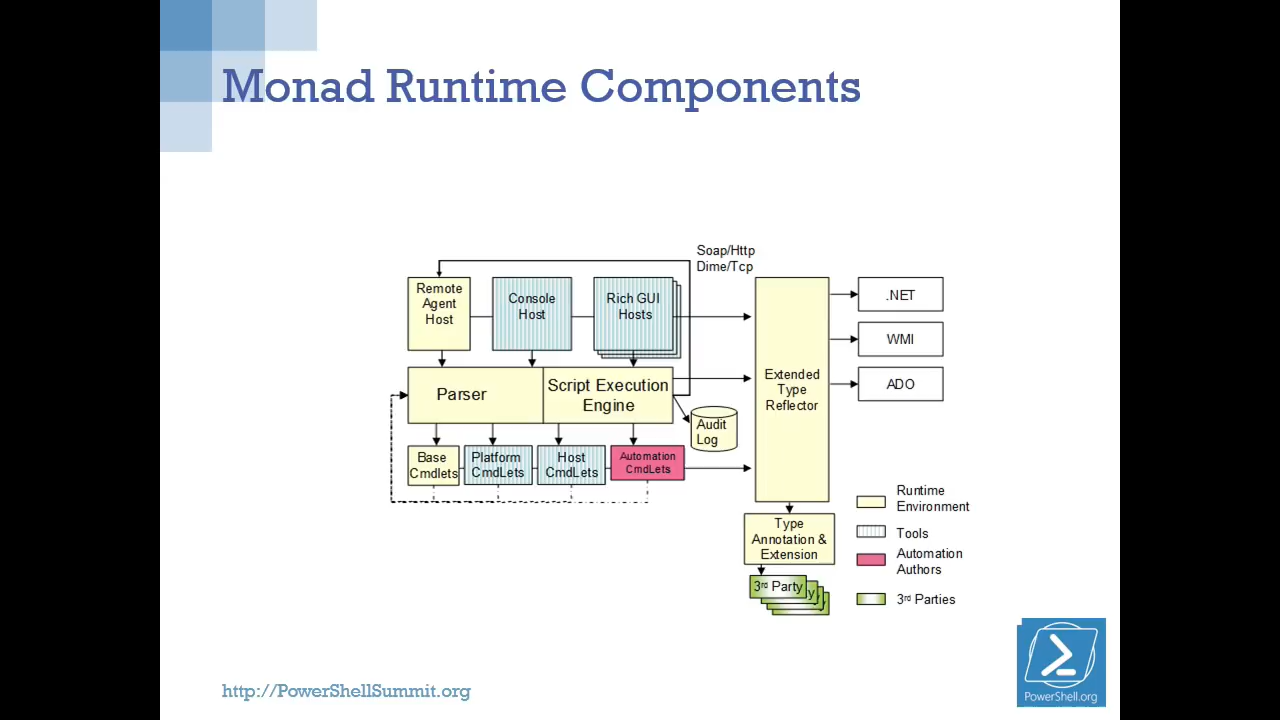 Monad Runtime Components
Soap/Http
Dime/Tcp
Remote
Agent
Host
Console
Host
Rich GUI
Hosts
.NET
WMI
ADO
Parser
Script Execution
Engine
Extended
Type
Reflector
Audit
Log
Base
Cmdlets
Platform
CmdLets
Host
CmdLets
Automation
CmdLets
Type
Annotation &
Extension
3rd Party
y
Runtime
Environment
Tools
Automation
Authors
3rd Parties
http://PowerShellSummit.org
PowerShell.org